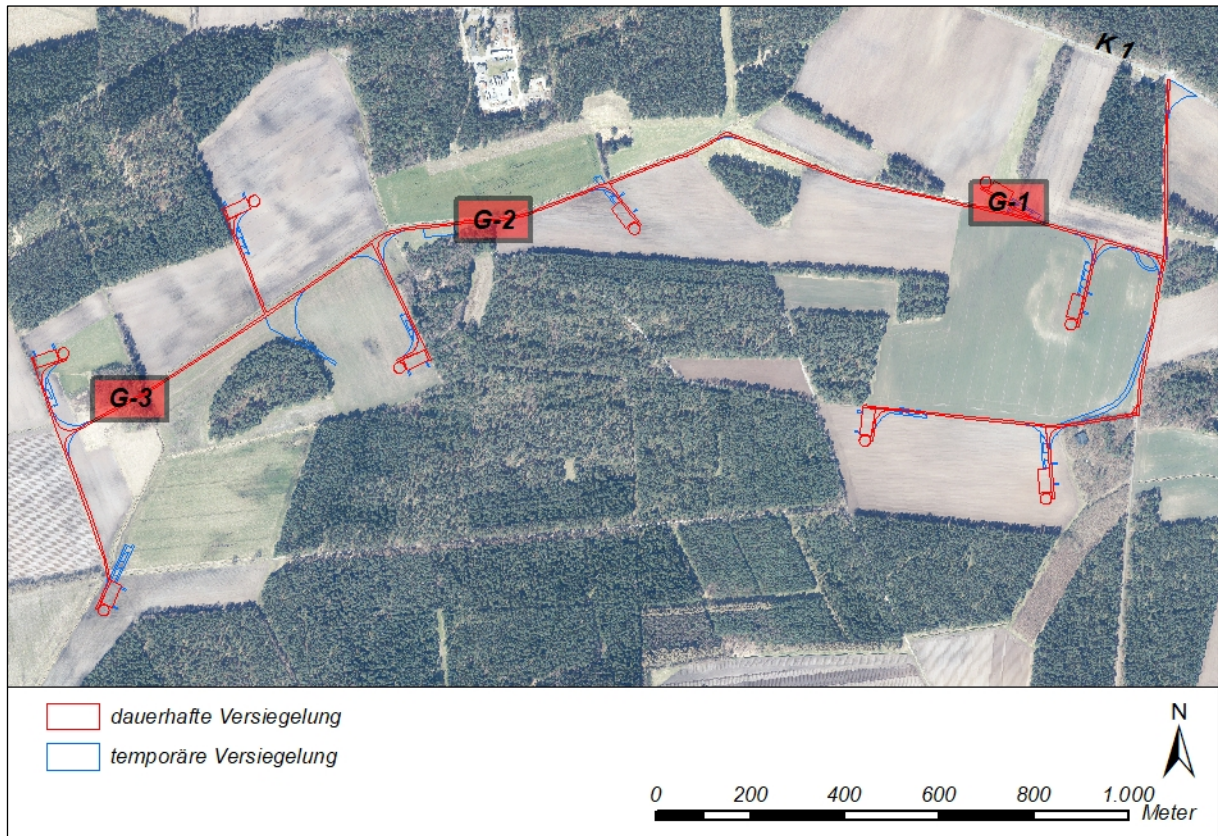 K 1
G-1
G-2
G-3
dauerhafte Versiegelung
temporäre Versiegelung
N
0 200 400 600 800 1.000
Meter